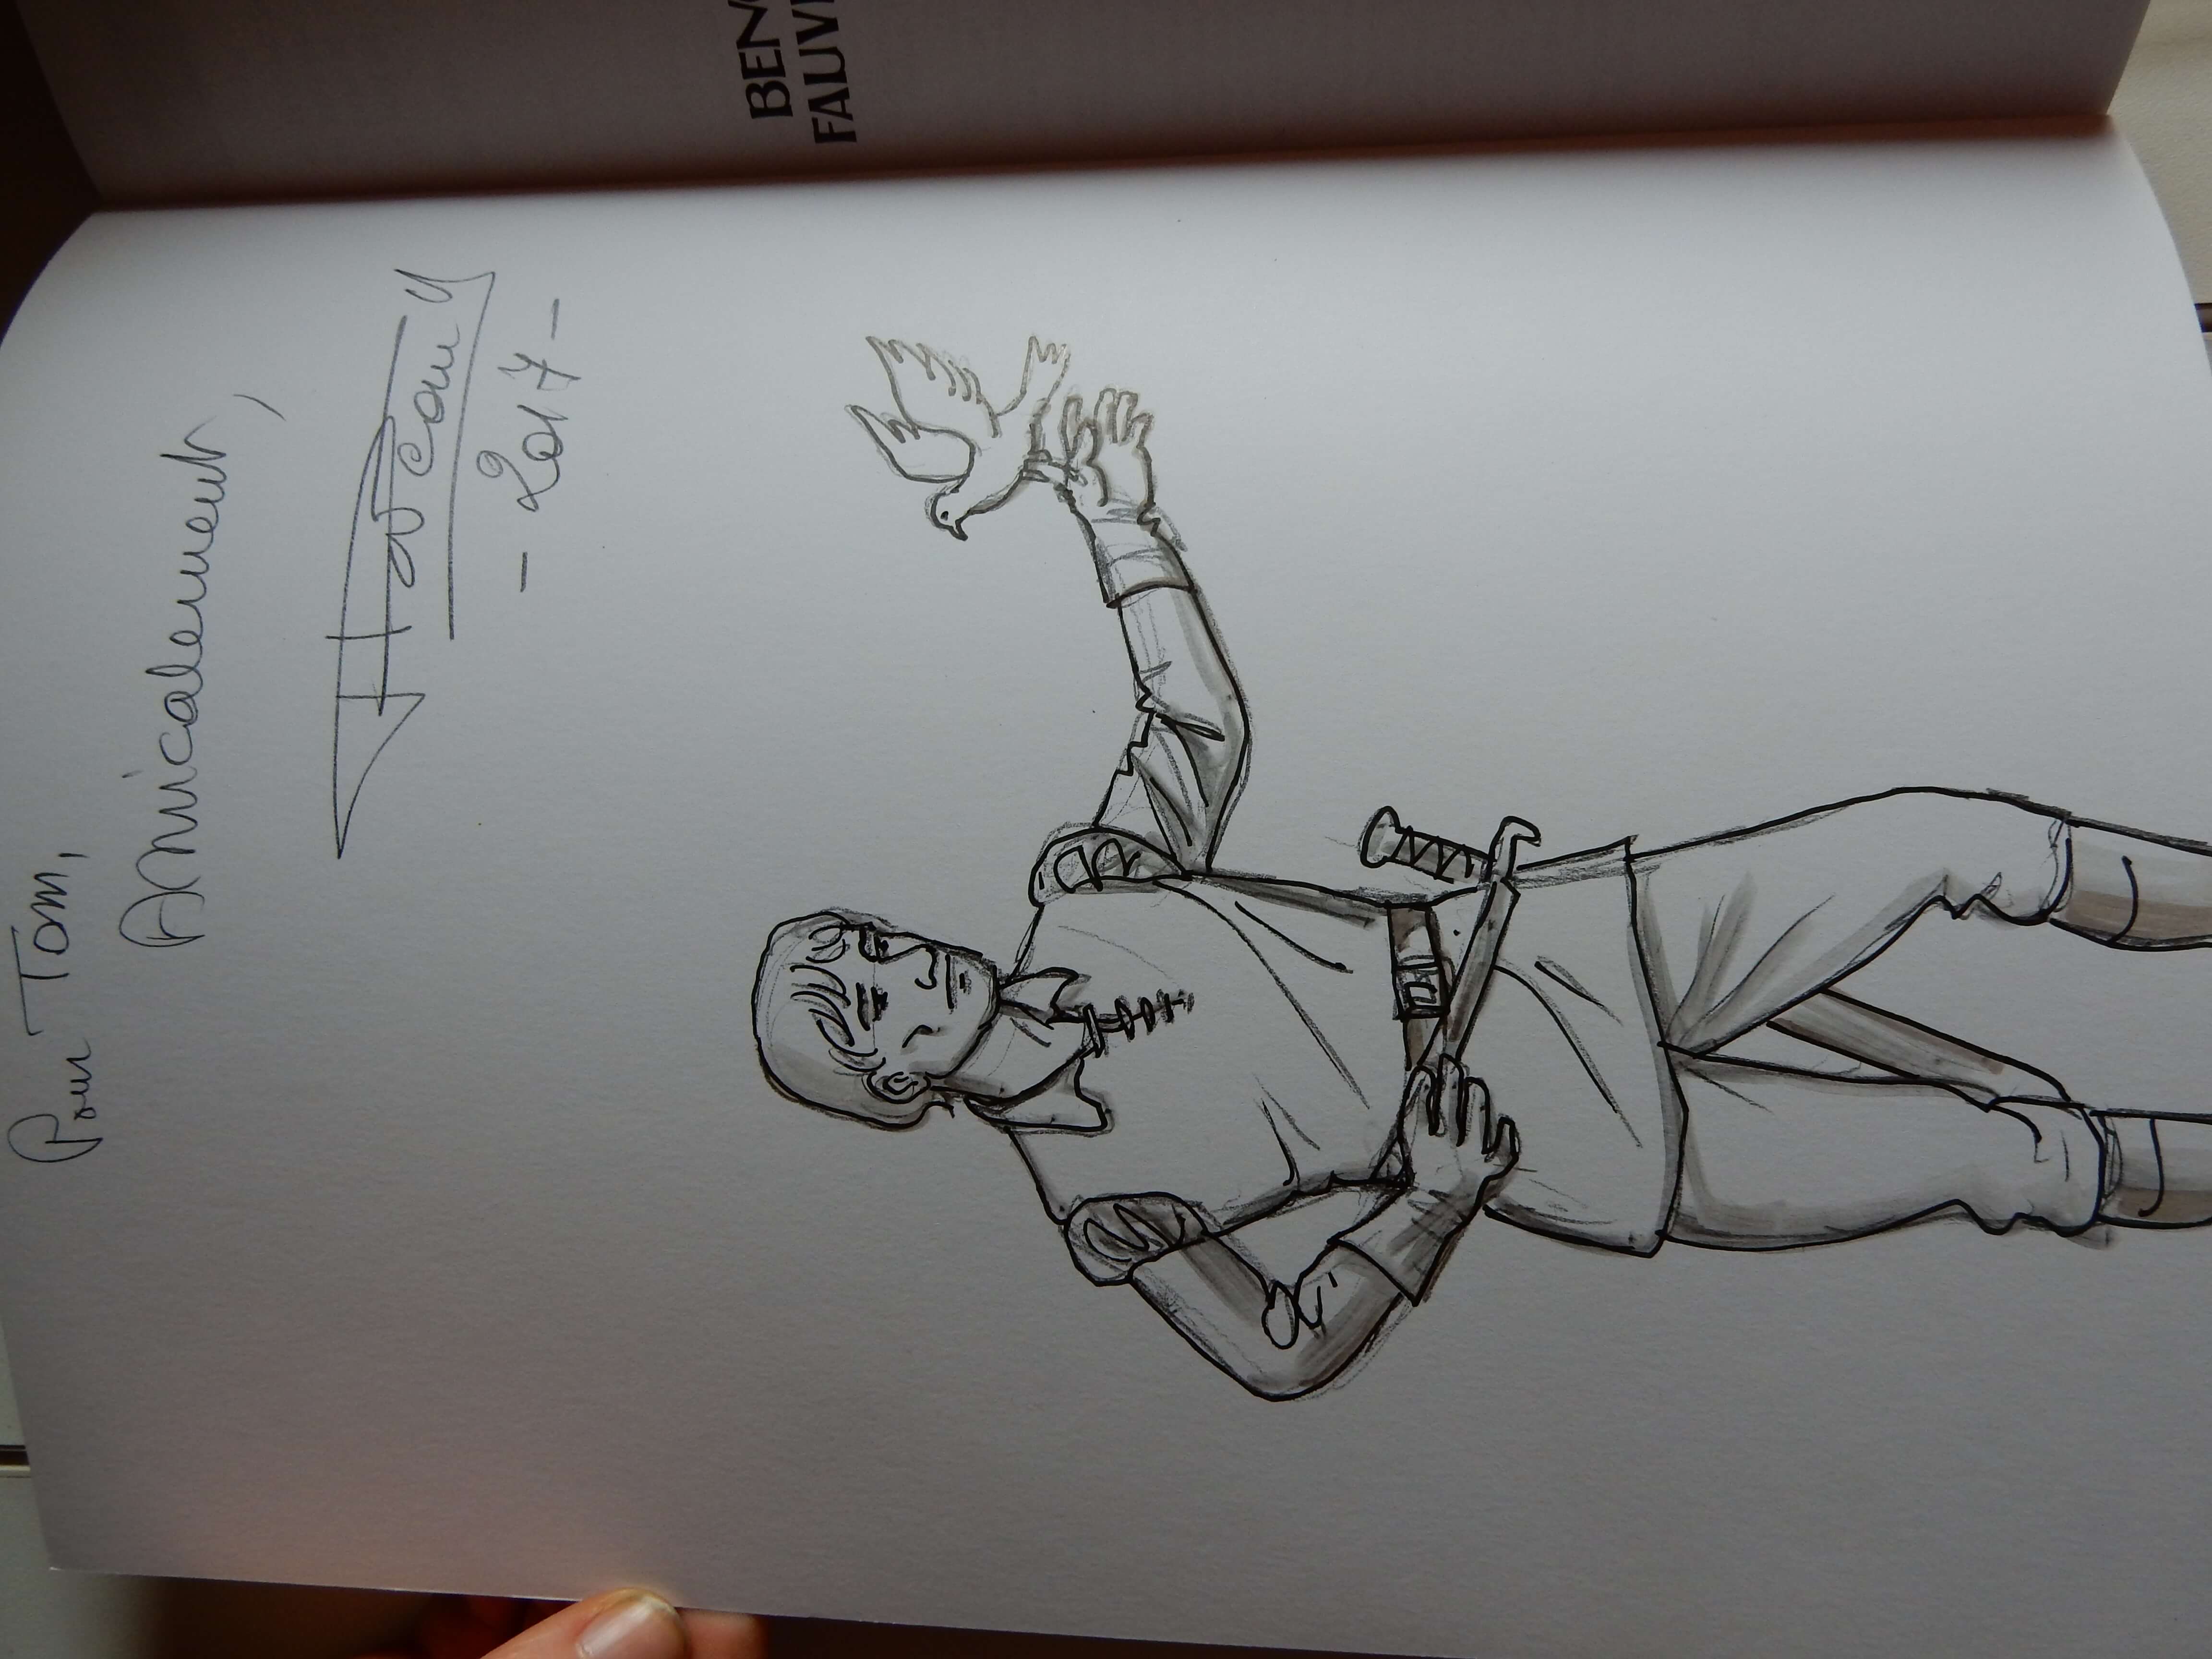 Pour Tom,
Amicalement,
- 2017 -
BEN
FAUV